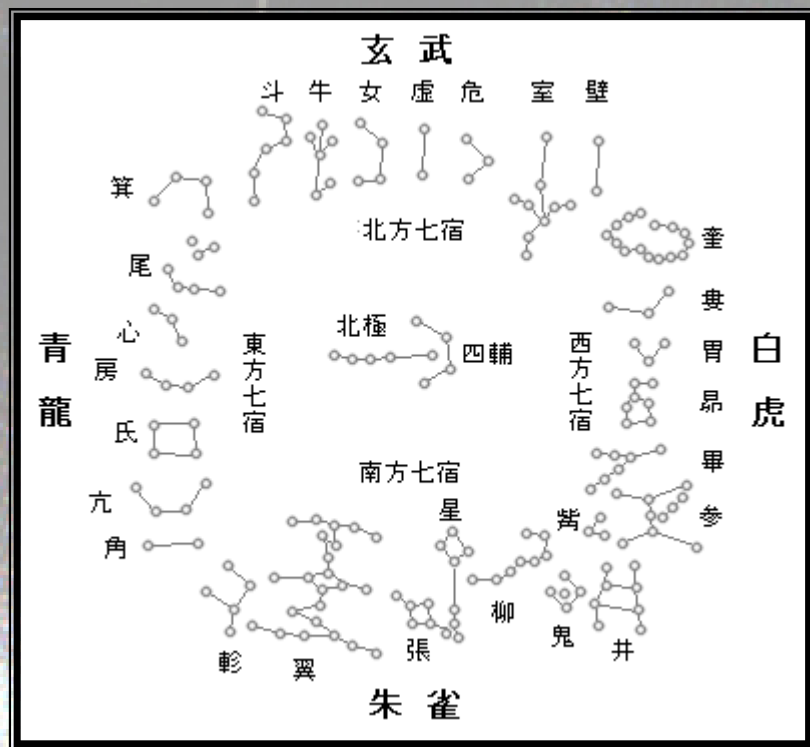 玄武
斗 牛 女 虛 危 室 壁
北方七宿
箕
尾
心
房
氐
亢
角
青龍
東方七宿
北極
四輔
西方七宿
白虎
奎
婁
胃
昴
畢
参
觜
南方七宿
星
井
鬼
柳
張
翼
軫
朱雀